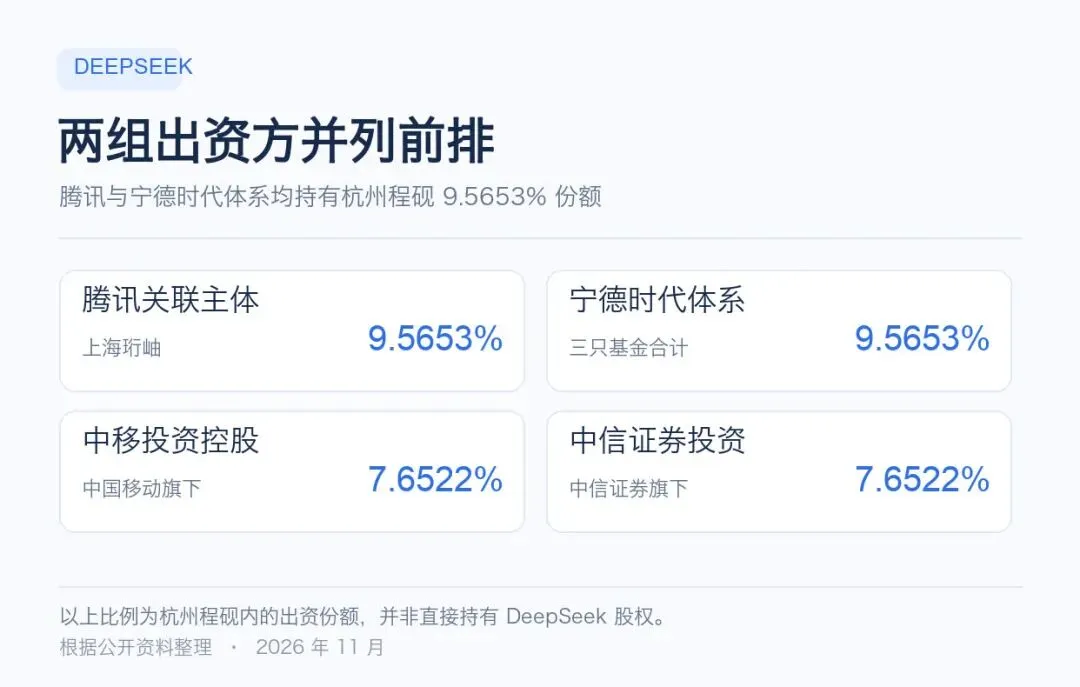 DEEPSEEK
两组出资方并列前排
腾讯与宁德时代体系均持有杭州程砚 9.5653% 份额
腾讯关联主体
上海珩岫
9.5653%
宁德时代体系
三只基金合计
9.5653%
中移投资控股
中国移动旗下
7.6522%
中信证券投资
中信证券旗下
7.6522%
以上比例为杭州程砚内的出资份额，并非直接持有 DeepSeek 股权。
根据公开资料整理 · 2026 年 11 月